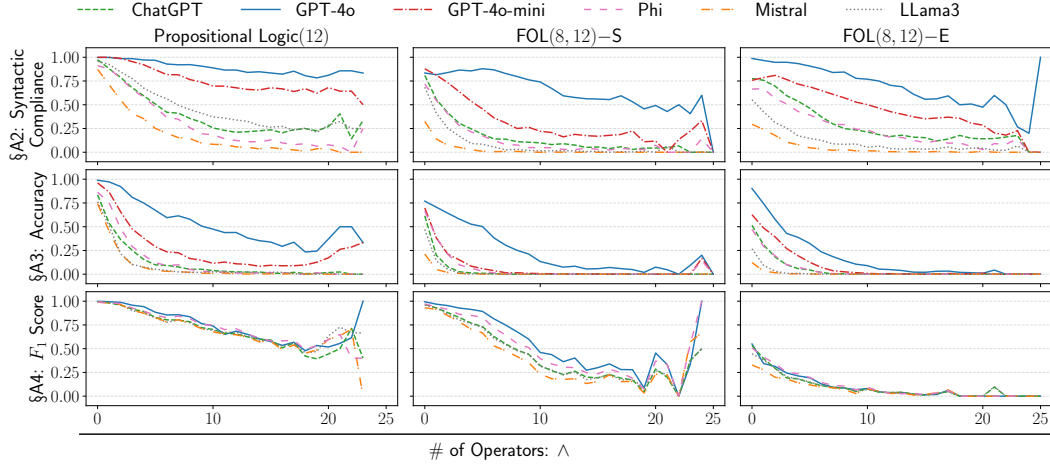 ChatGPT GPT-4o GPT-4o-mini Phi Mistral LLama3
Propositional Logic(12) FOL(8, 12)−S FOL(8, 12)−E
§A2: Syntactic
Compliance
1.00
0.75
0.50
0.25
0.00
§A3: Accuracy
1.00
0.75
0.50
0.25
0.00
§A4: F1 Score
1.00
0.75
0.50
0.25
0.00
0 10 20 25 0 10 20 25 0 10 20 25
# of Operators: ∧